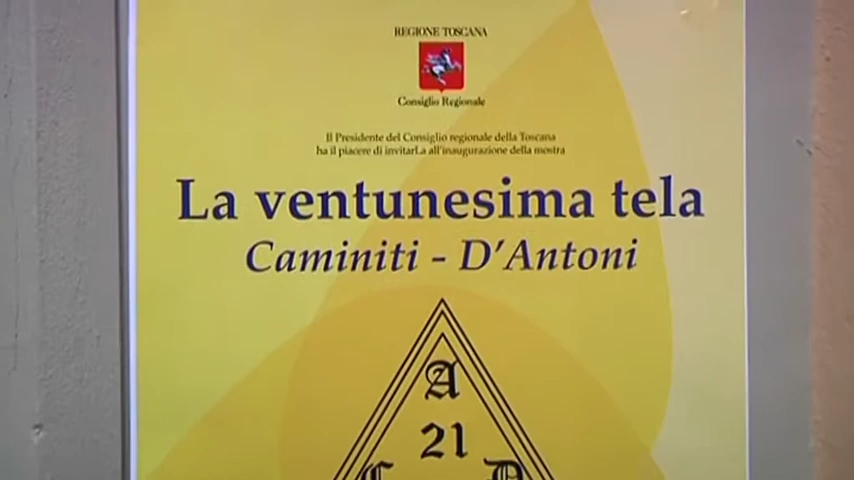 REGIONE TOSCANA
Consiglio Regionale
Il Presidente del Consiglio regionale della Toscana
ha il piacere di invitarLa all'inaugurazione della mostra
La ventunesima tela
Caminiti - D'Antoni
A
21
C D